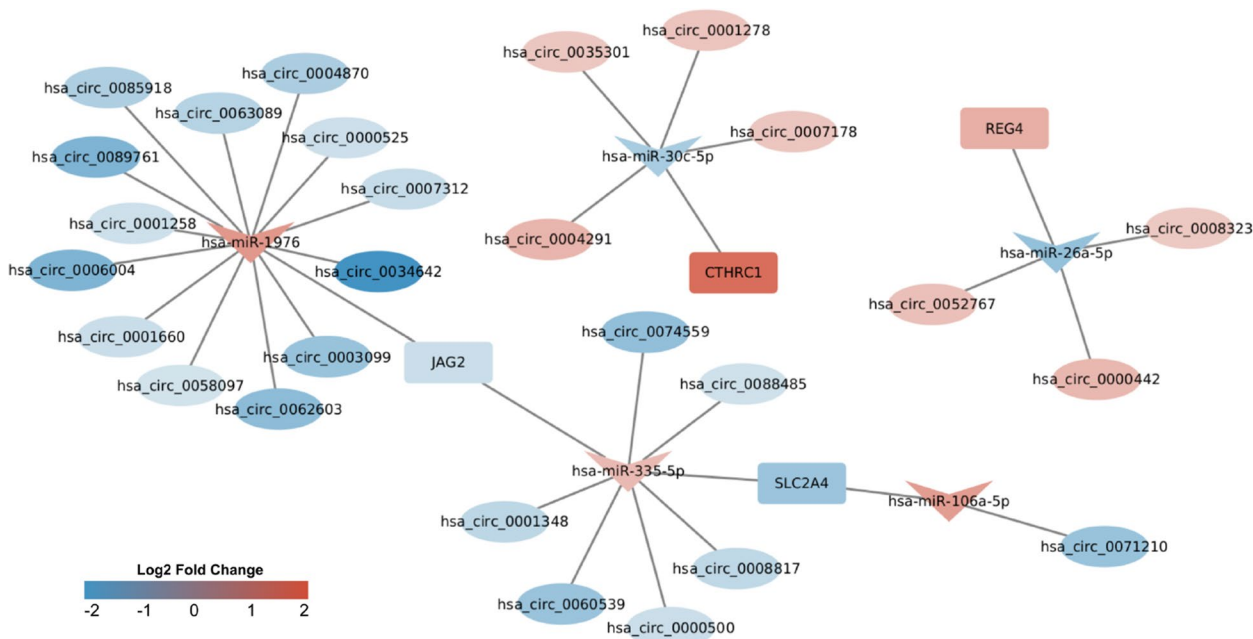 hsa_circ_0001278
hsa_circ_0035301
hsa_circ_0004870
hsa_circ_0085918
hsa_circ_0063089
hsa_circ_0000525
hsa_circ_0007178
REG4
hsa_circ_0089761
hsa-miR-30c-5p
hsa_circ_0007312
hsa_circ_0001258
hsa_circ_0008323
hsa-miR-1976
hsa_circ_0004291
hsa-miR-26a-5p
hsa_circ_0006004
hsa_circ_0034642
CTHRC1
hsa_circ_0052767
hsa_circ_0001660
hsa_circ_0074559
hsa_circ_0003099
JAG2
hsa_circ_0058097
hsa_circ_0088485
hsa_circ_0000442
hsa_circ_0062603
hsa-miR-335-5p
SLC2A4
hsa-miR-106a-5p
hsa_circ_0001348
hsa_circ_0071210
hsa_circ_0008817
Log2 Fold Change
hsa_circ_0060539
-2 -1 0 1 2
hsa_circ_0000500